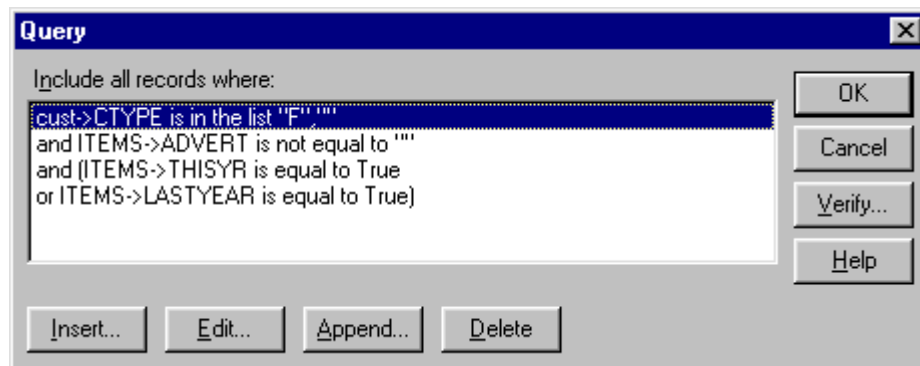 Query
Include all records where:
cust->CTYPE is in the list "F",""
and ITEMS->ADVERT is not equal to ""
and (ITEMS->THISYR is equal to True
or ITEMS->LASTYEAR is equal to True)
OK
Cancel
Verify...
Help
Insert...
Edit...
Append...
Delete